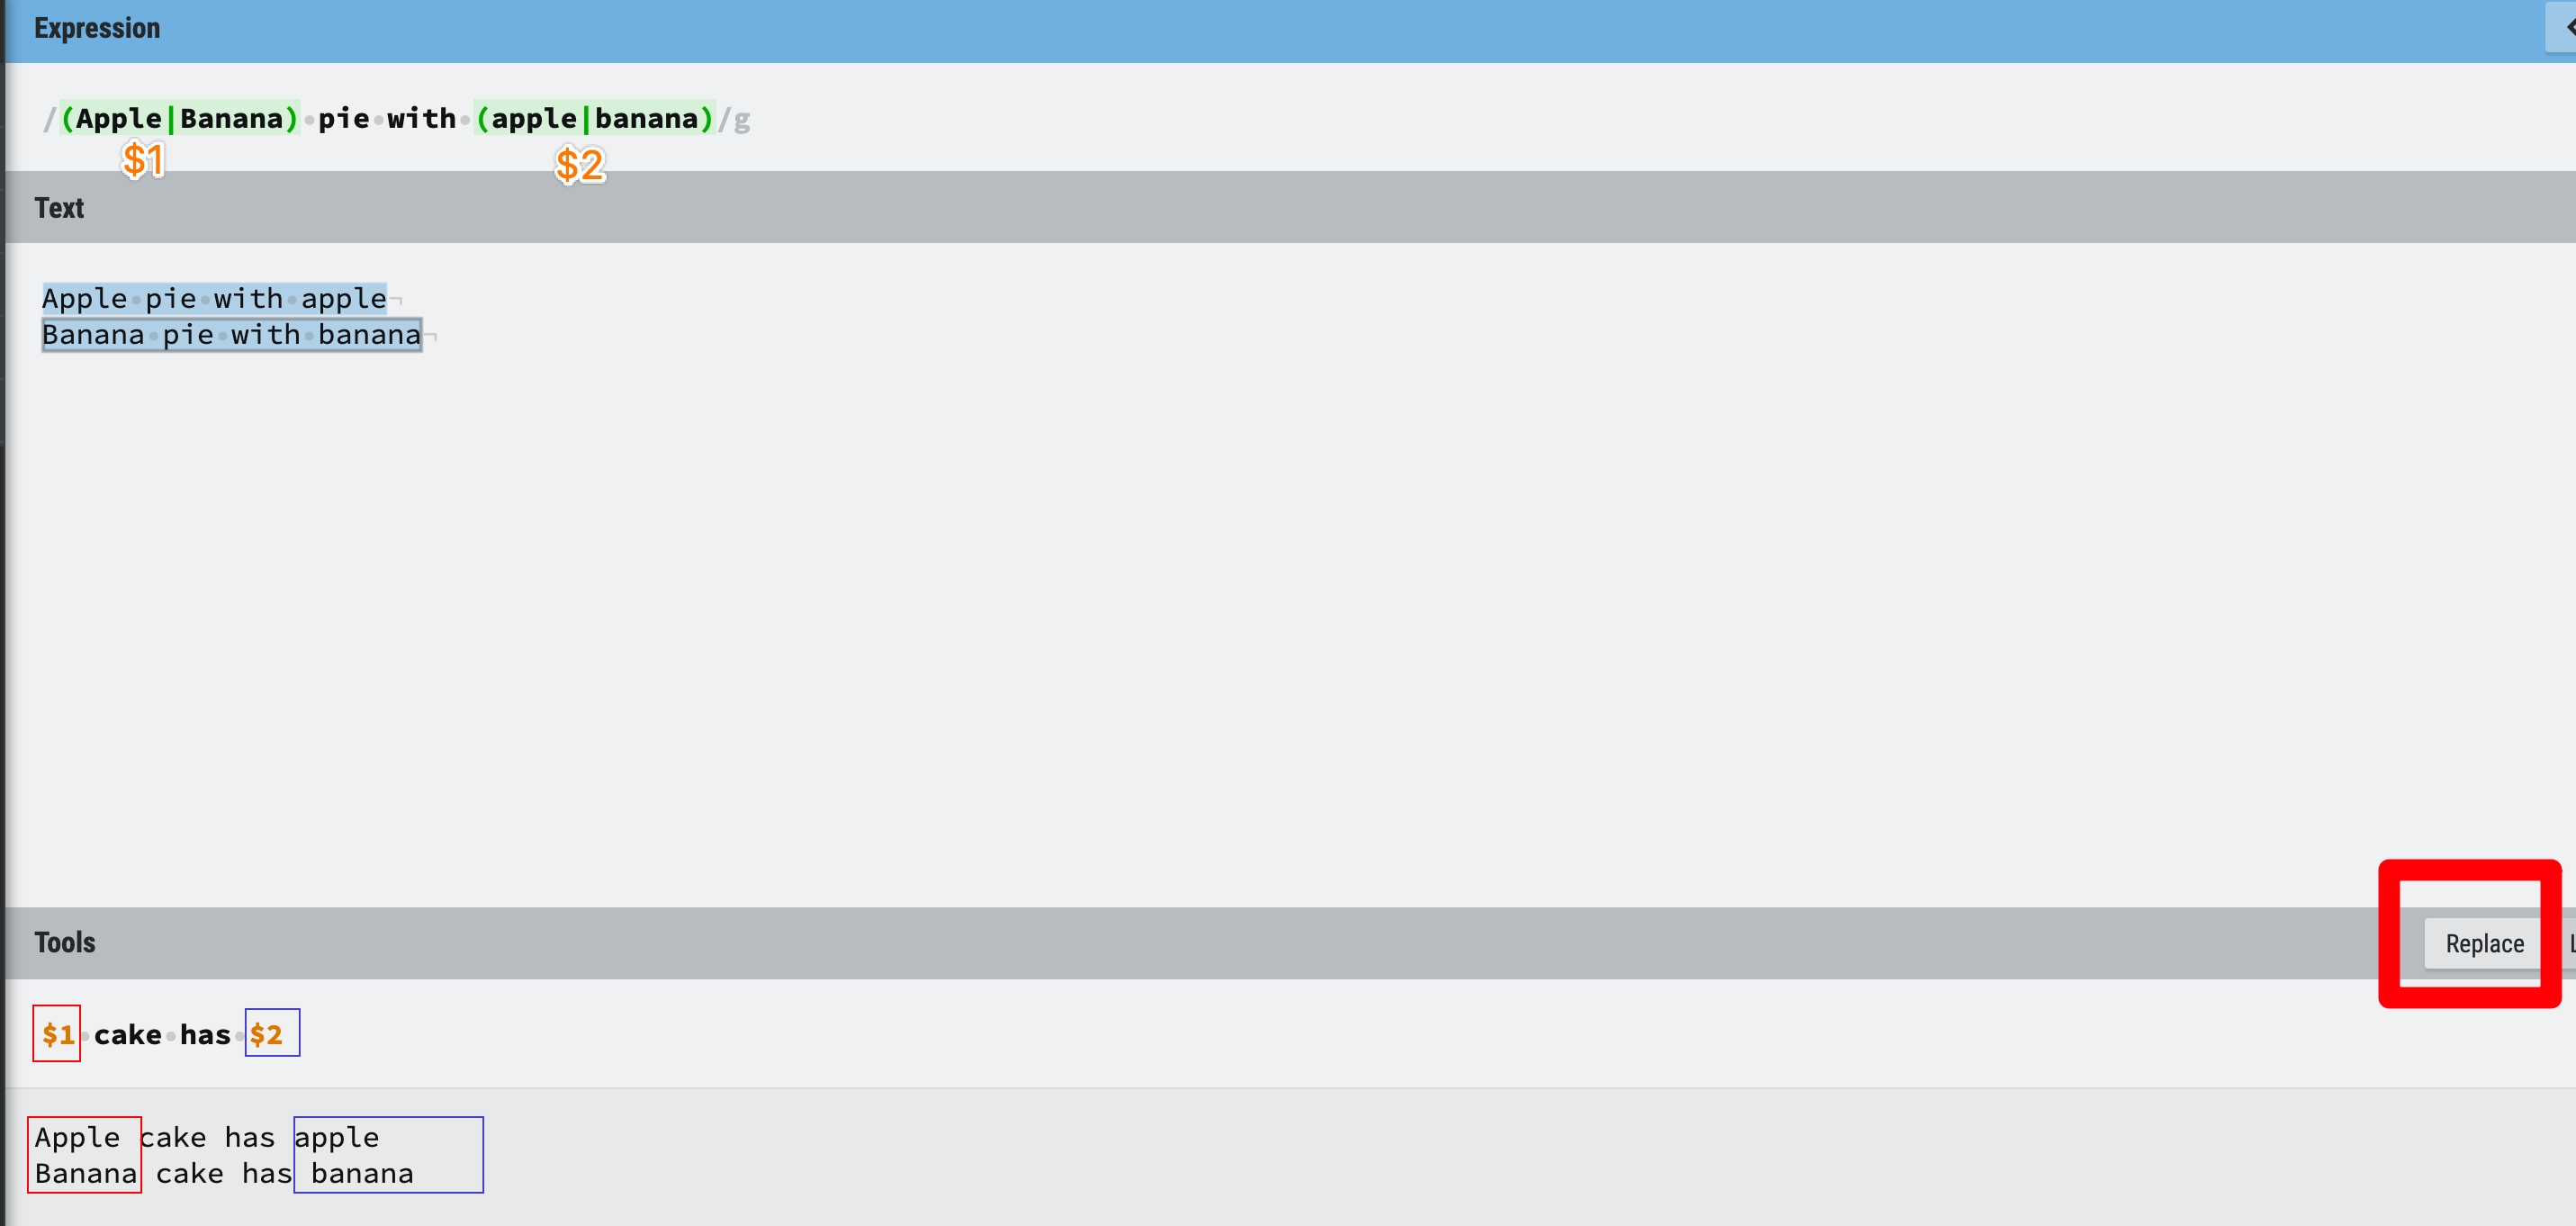 Expression
/(Apple|Banana) pie with (apple|banana)/g
$1 $2
Text
Apple pie with apple
Banana pie with banana
Tools
Replace
$1 cake has $2
Apple cake has apple
Banana cake has banana